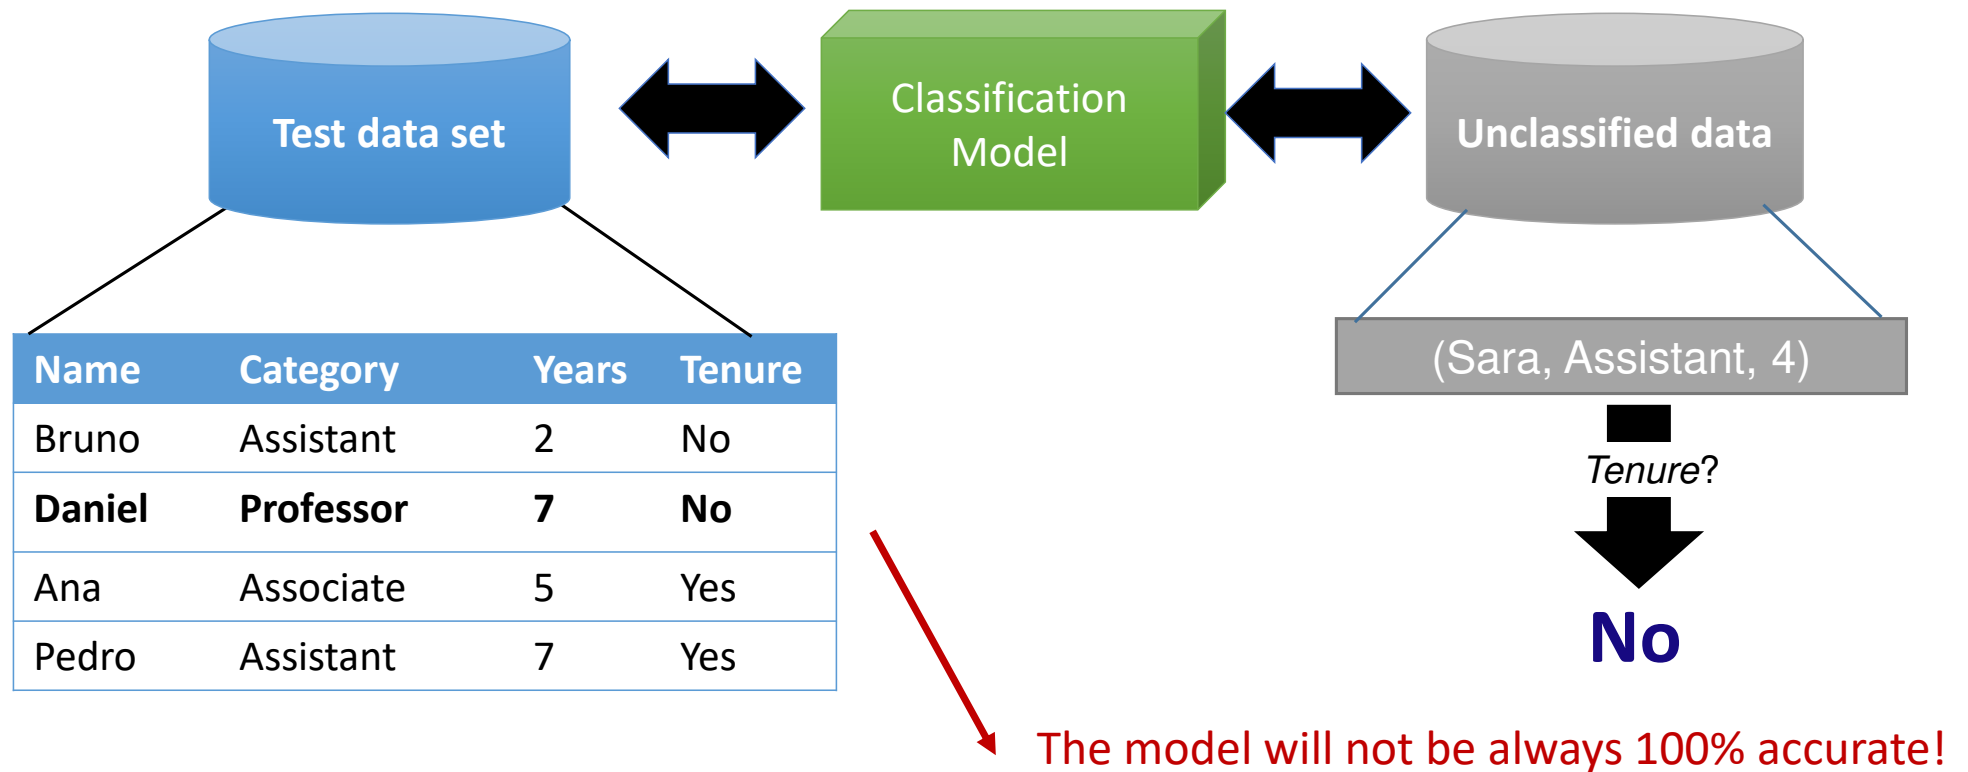 Test data set
Classification
Model
Unclassified data
Name Category Years Tenure
Bruno Assistant 2 No
Daniel Professor 7 No
Ana Associate 5 Yes
Pedro Assistant 7 Yes
(Sara, Assistant, 4)
Tenure?
No
The model will not be always 100% accurate!